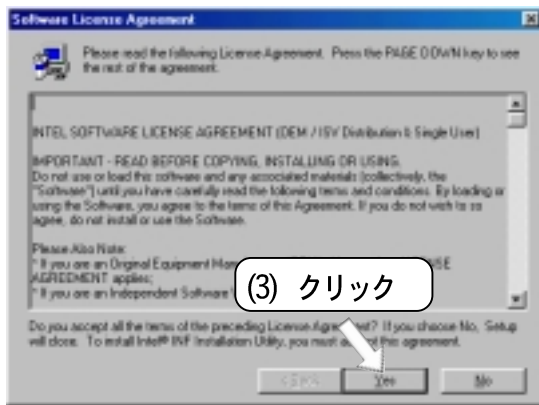 Software License Agreement
Please read the following License Agreement. Press the PAGE DOWN key to see
the rest of the agreement.
INTEL SOFTWARE LICENSE AGREEMENT (OEM / ISV Distribution & Single User)
IMPORTANT - READ BEFORE COPYING, INSTALLING OR USING.
Do not use or load this software and any associated materials (collectively, the
"Software") until you have carefully read the following terms and conditions. By loading or
using the Software, you agree to the terms of this Agreement. If you do not wish to so
agree, do not install or use the Software.
Please Also Note:
* If you are an Original Equipment
AGREEMENT applies;
* If you are an Independent Software
(3) クリック
Do you accept all the terms of the preceding License Agreement? If you choose No, Setup
will close. To install Intel® INF Installation Utility, you must accept this agreement.
< Back
Yes
No